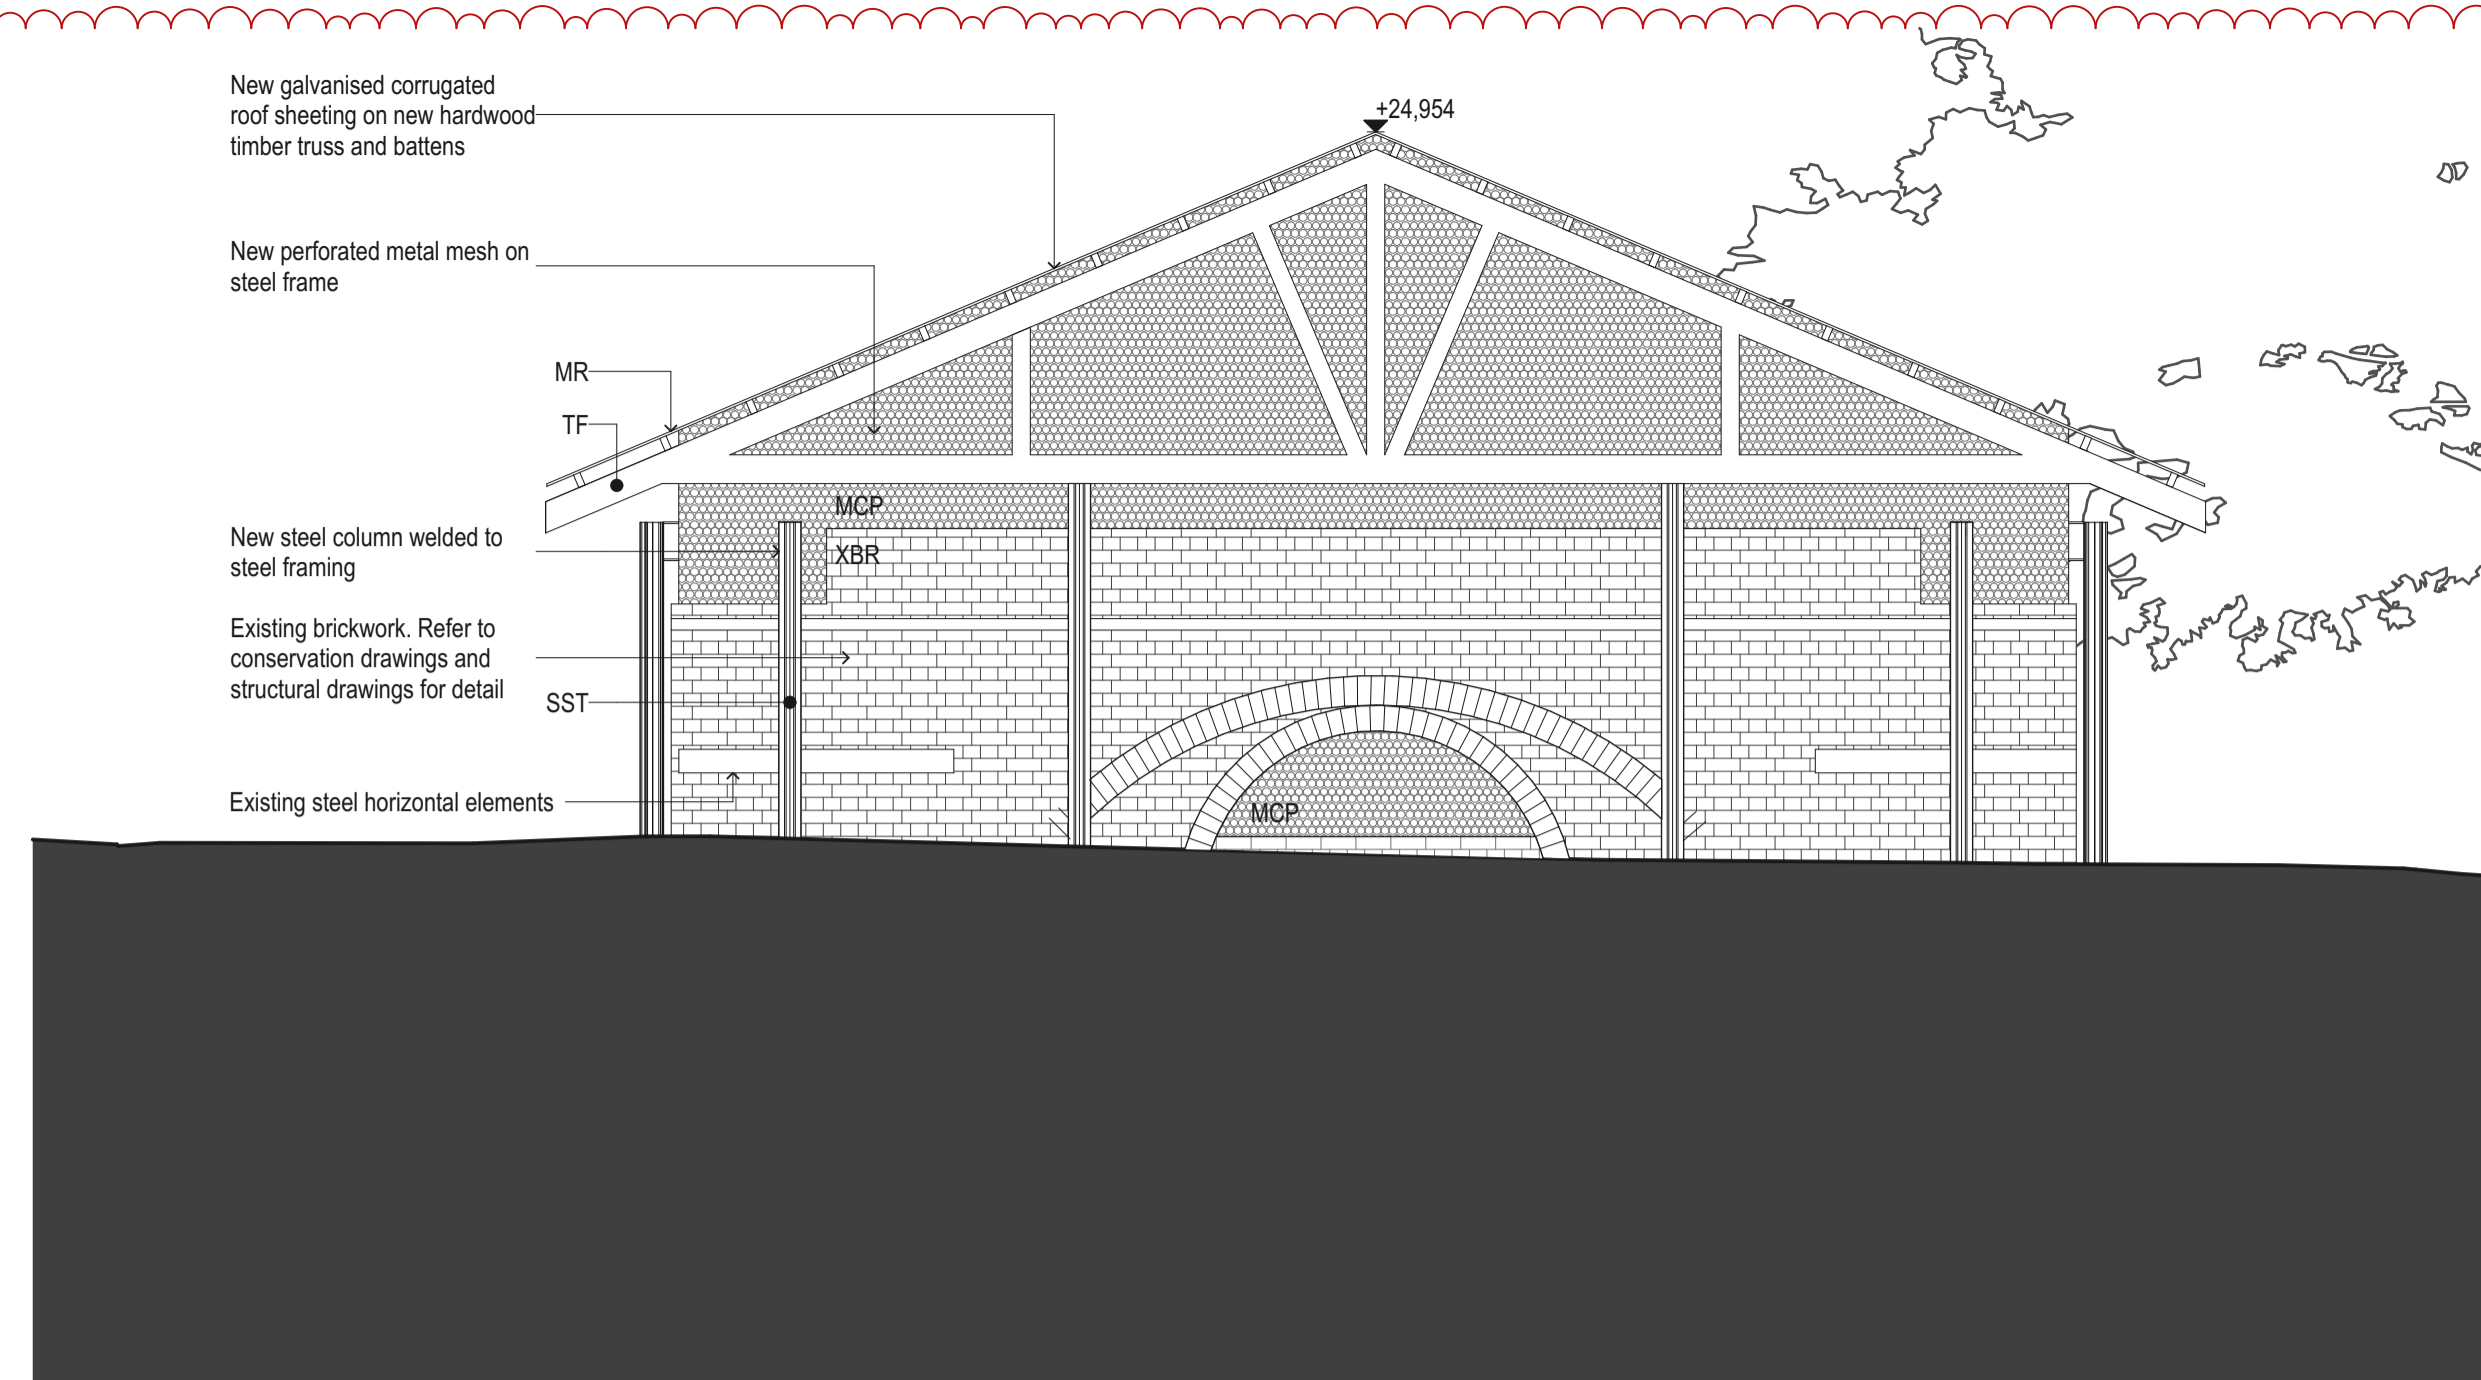 New galvanised corrugated
roof sheeting on new hardwood
timber truss and battens
+24,954
New perforated metal mesh on
steel frame
MR
TF
MCP
New steel column welded to
steel framing
XBR
Existing brickwork. Refer to
conservation drawings and
structural drawings for detail
SST
Existing steel horizontal elements
MCP